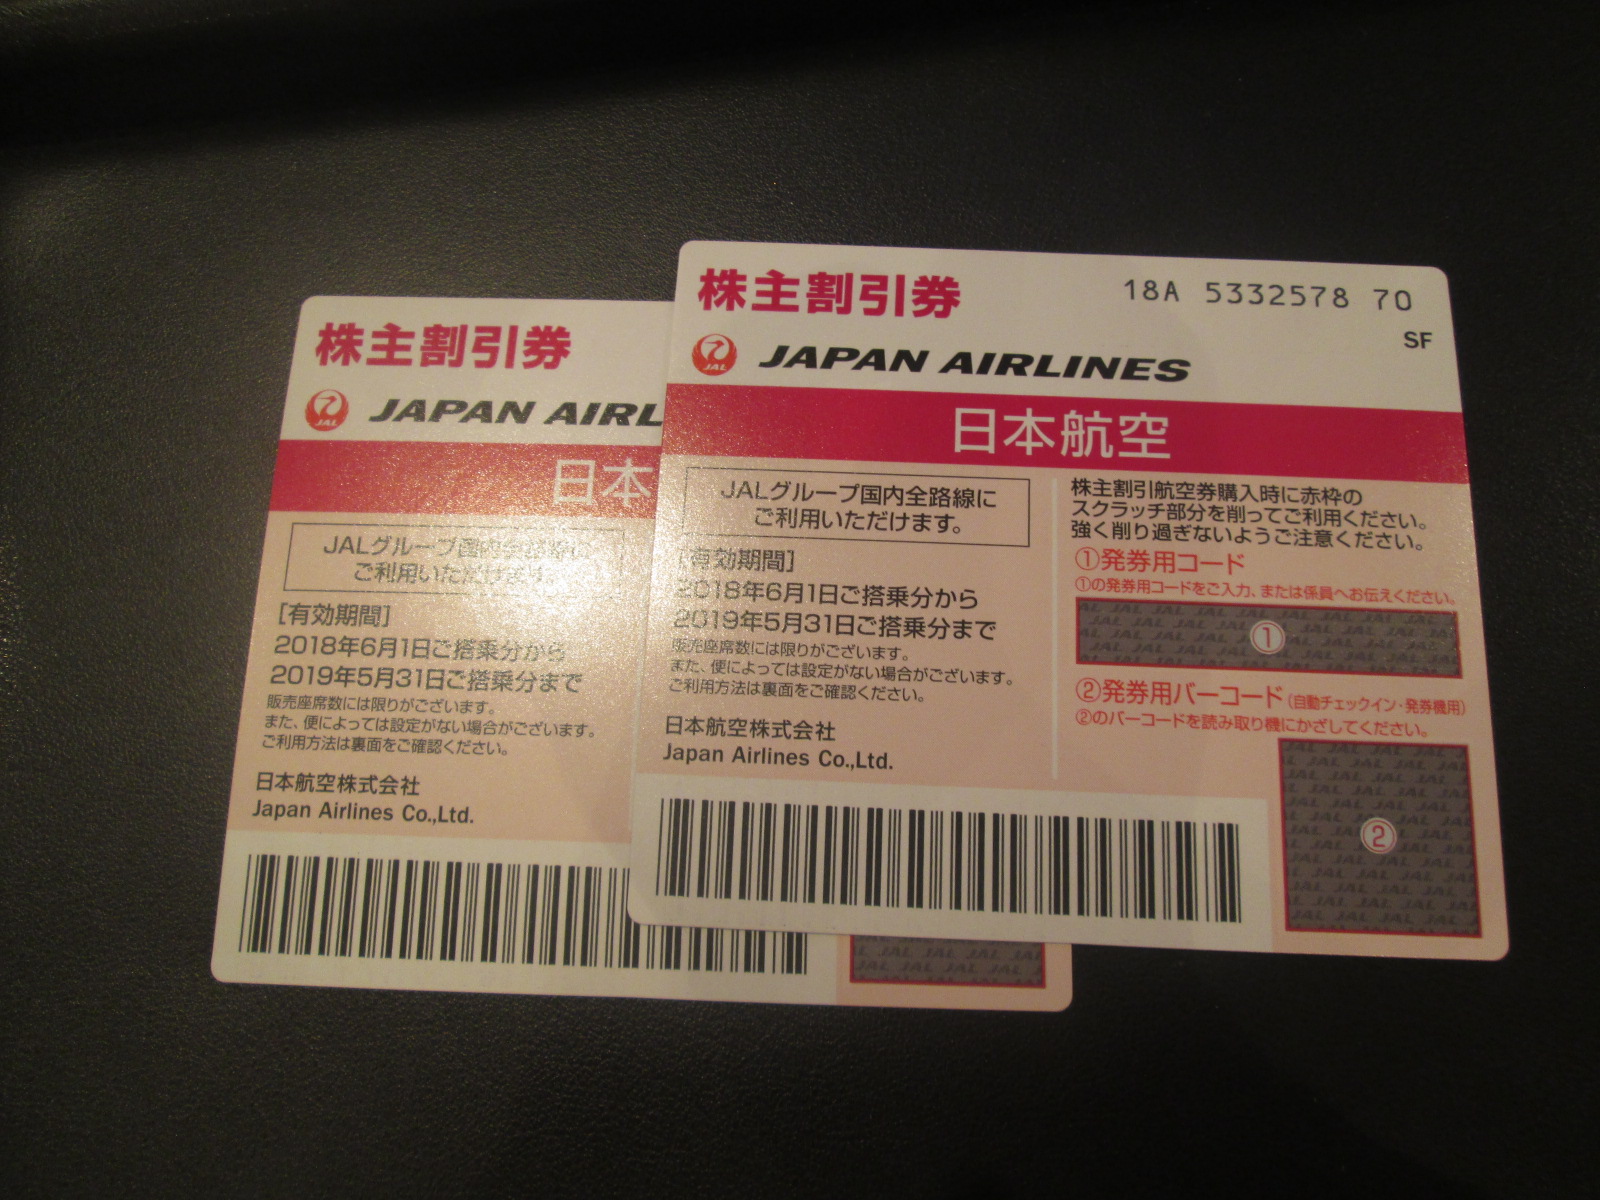 株主割引券
JAL JAPAN AIRL
日本
JALグループ国内全路線に
ご利用いただけます。
[有効期間]
2018年6月1日ご搭乗分から
2019年5月31日ご搭乗分まで
販売座席数には限りがございます。
また、便によっては設定がない場合がございます。
ご利用方法は裏面をご確認ください。
日本航空株式会社
Japan Airlines Co.,Ltd.
株主割引券
18A 5332578 70
SF
JAL JAPAN AIRLINES
日本航空
JALグループ国内全路線に
ご利用いただけます。
[有効期間]
2018年6月1日ご搭乗分から
2019年5月31日ご搭乗分まで
販売座席数には限りがございます。
また、便によっては設定がない場合がございます。
ご利用方法は裏面をご確認ください。
日本航空株式会社
Japan Airlines Co.,Ltd.
株主割引航空券購入時に赤枠の
スクラッチ部分を削ってご利用ください。
強く削り過ぎないようご注意ください。
①発券用コード
①の発券用コードをご入力、または係員へお伝えください。
①
②発券用バーコード(自動チェックイン・発券機用)
②のバーコードを読み取り機にかざしてください。
②